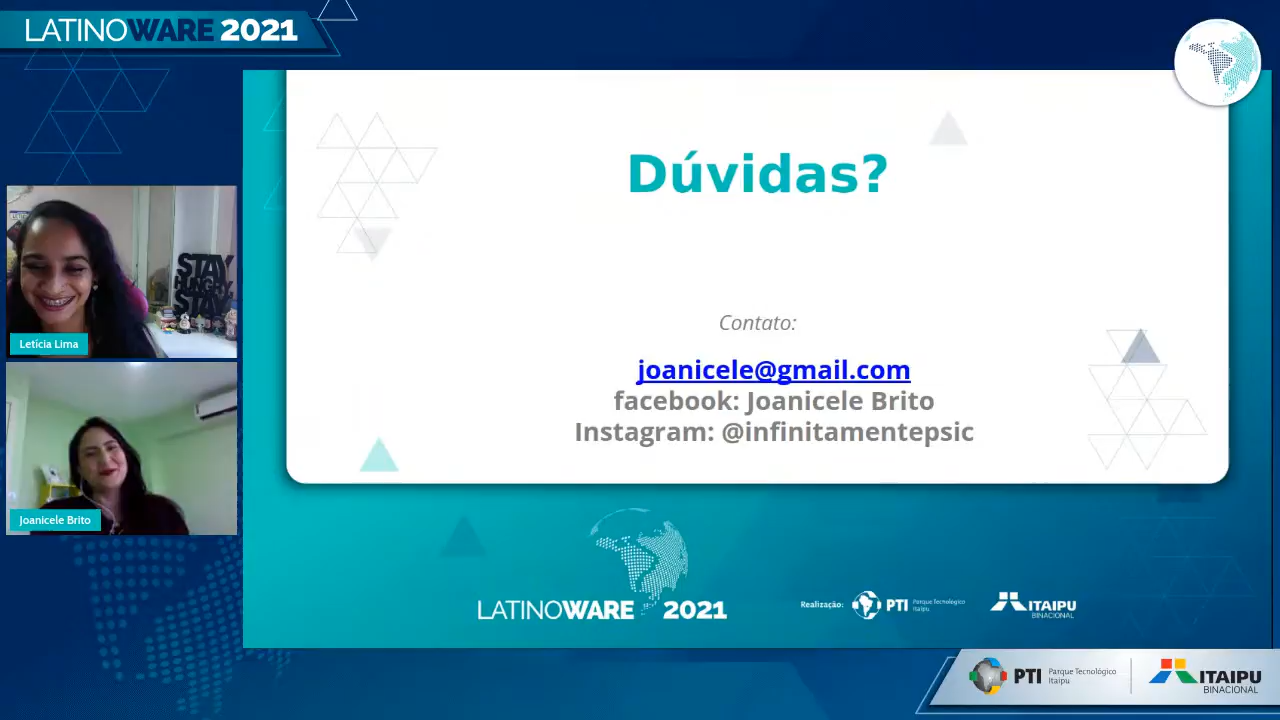 LATINOWARE 2021
Dúvidas?
Contato:
joanicele@gmail.com
facebook: Joanicele Brito
Instagram: @infinitamentepsic
STAY
HUNGRY.
STAY
Letícia Lima
Joanicele Brito
LATINOWARE 2021
Realização:
PTI
Parque Tecnológico
Itaipu
ITAIPU
BINACIONAL
PTI
Parque Tecnológico
Itaipu
ITAIPU
BINACIONAL